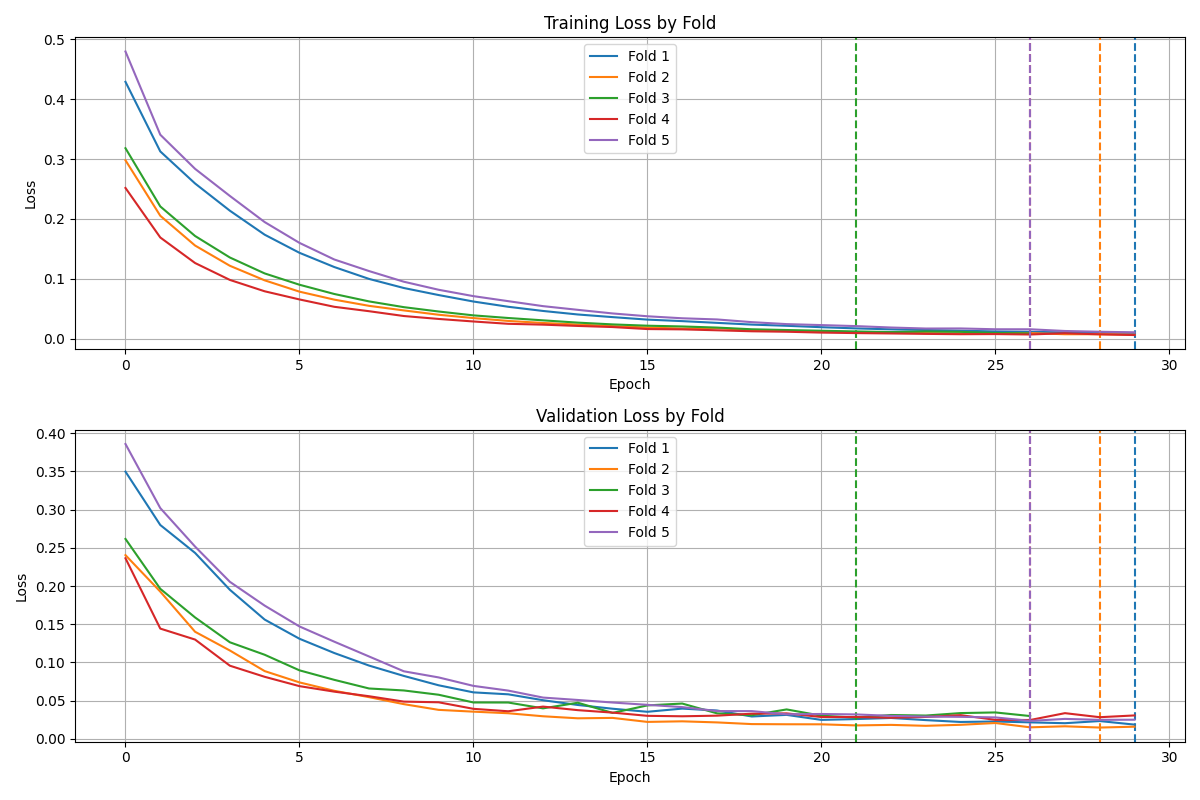 Training Loss by Fold
0.5
0.4
0.3
0.2
0.1
0.0
Loss
Fold 1
Fold 2
Fold 3
Fold 4
Fold 5
0 5 10 15 20 25 30
Epoch
Validation Loss by Fold
0.40
0.35
0.30
0.25
0.20
0.15
0.10
0.05
0.00
Loss
Fold 1
Fold 2
Fold 3
Fold 4
Fold 5
0 5 10 15 20 25 30
Epoch